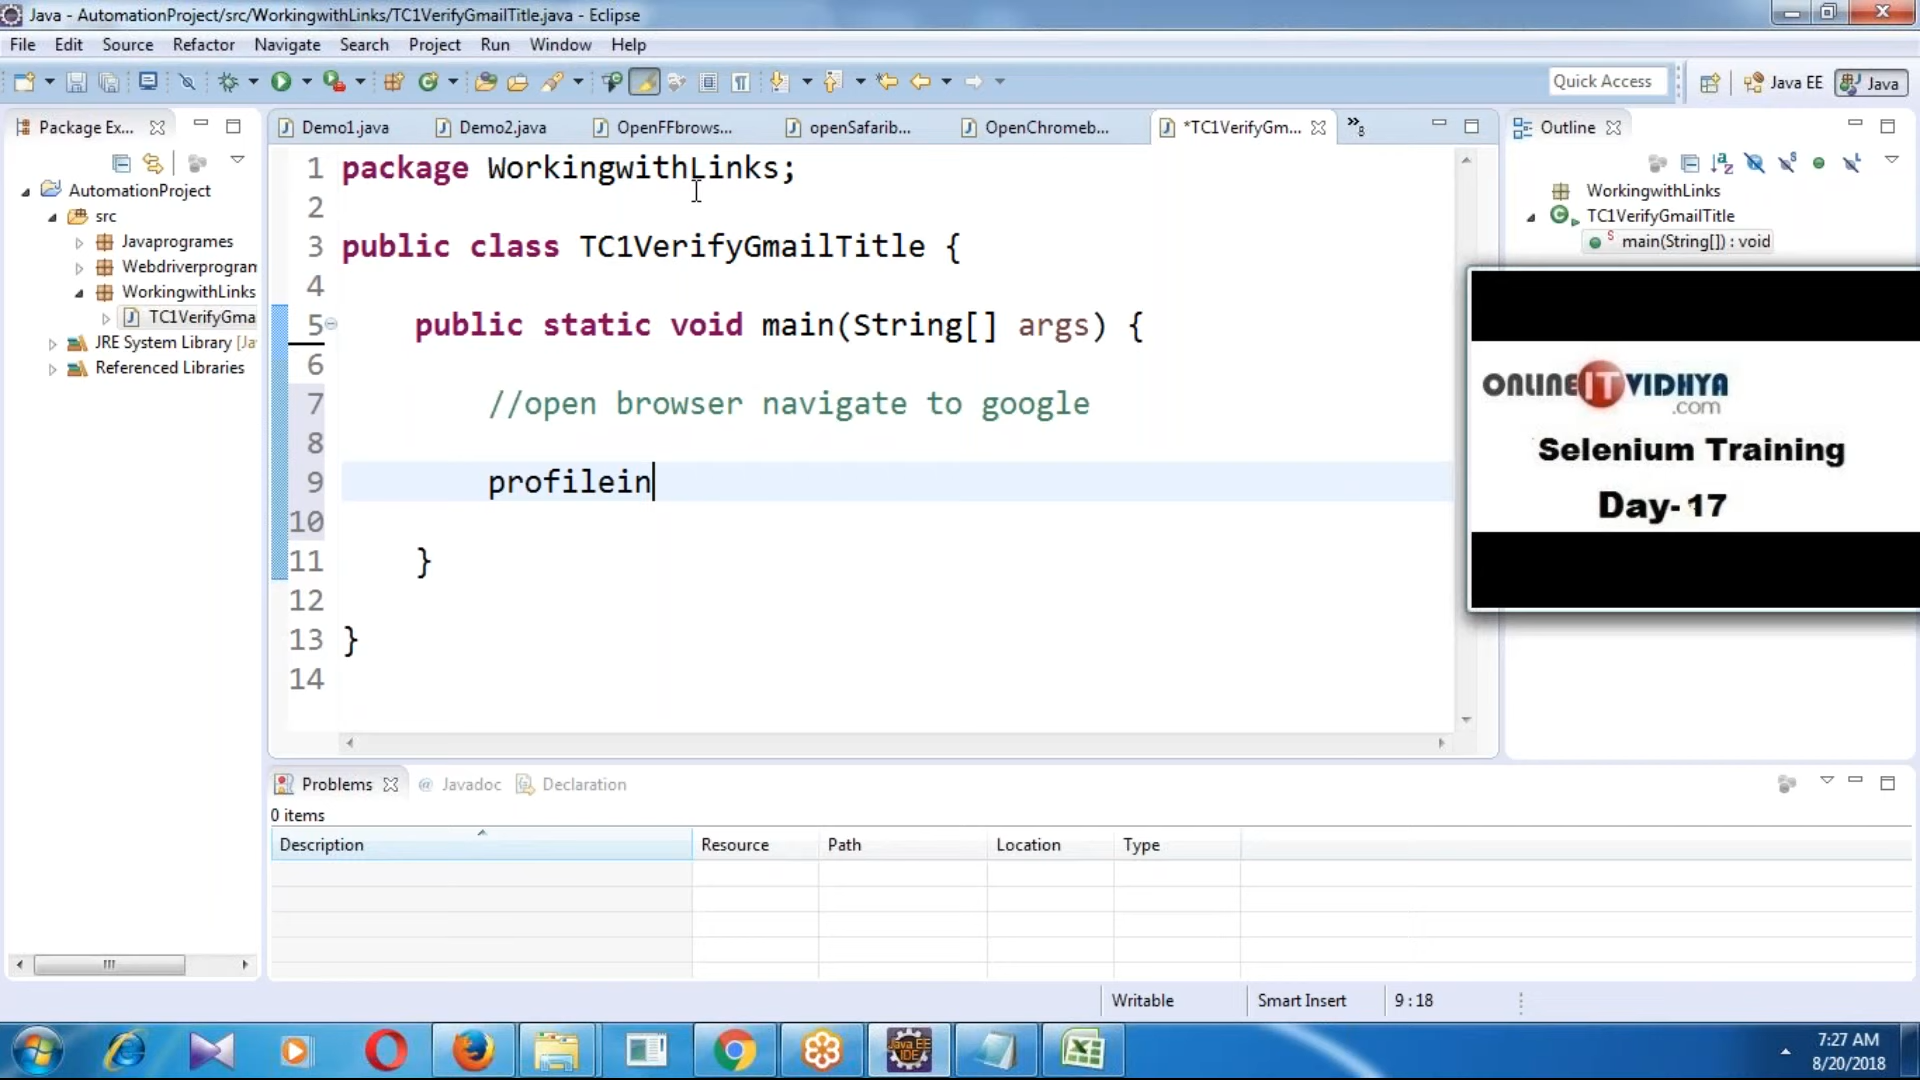 Java - AutomationProject/src/WorkingwithLinks/TC1VerifyGmailTitle.java - Eclipse
File Edit Source Refactor Navigate Search Project Run Window Help
Quick Access
Java EE
Java
Package Ex...
Demo1.java
Demo2.java
OpenFFbrows...
openSafarib...
OpenChromeb...
*TC1VerifyGm...
»8
Outline
AutomationProject
src
Javaprogrames
Webdriverprogran
WorkingwithLinks
TC1VerifyGma
JRE System Library [Ja
Referenced Libraries
1 package WorkingwithLinks;
2
3 public class TC1VerifyGmailTitle {
4
5 public static void main(String[] args) {
6
7 //open browser navigate to google
8
9 profilein
10
11 }
12
13 }
14
WorkingwithLinks
TC1VerifyGmailTitle
main(String[]) : void
ONLINE IT VIDHYA
.com
Selenium Training
Day- 17
Problems
@ Javadoc
Declaration
0 items
Description Resource Path Location Type
Writable Smart Insert 9 : 18
Java EE
IDE
7:27 AM
8/20/2018